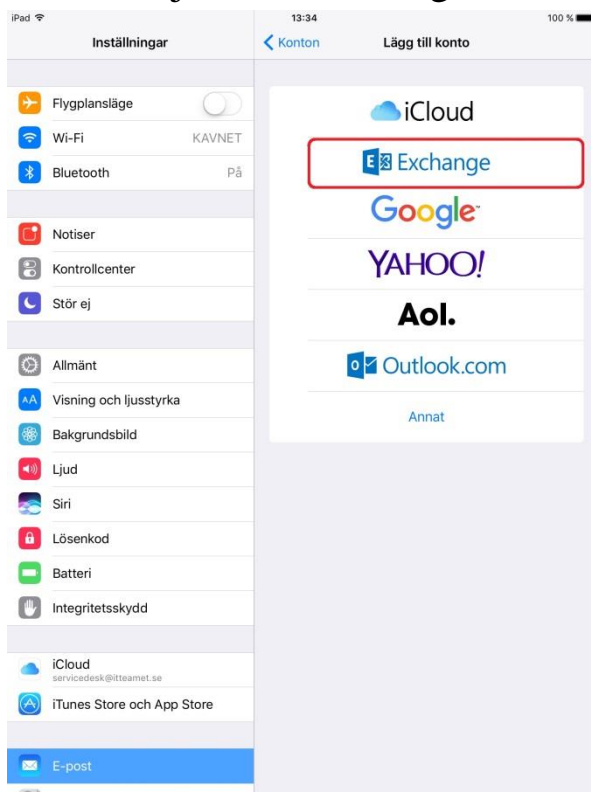 iPad 13:34 100 %
Inställningar
Konton Lägg till konto
Flygplansläge
Wi-Fi KAVNET
Bluetooth På
Notiser
Kontrollcenter
Stör ej
Allmänt
AA Visning och ljusstyrka
Bakgrundsbild
Ljud
Siri
Lösenkod
Batteri
Integritetsskydd
iCloud
servicedesk@itteamet.se
iTunes Store och App Store
E-post
iCloud
E Exchange
Google
YAHOO!
Aol.
o Outlook.com
Annat